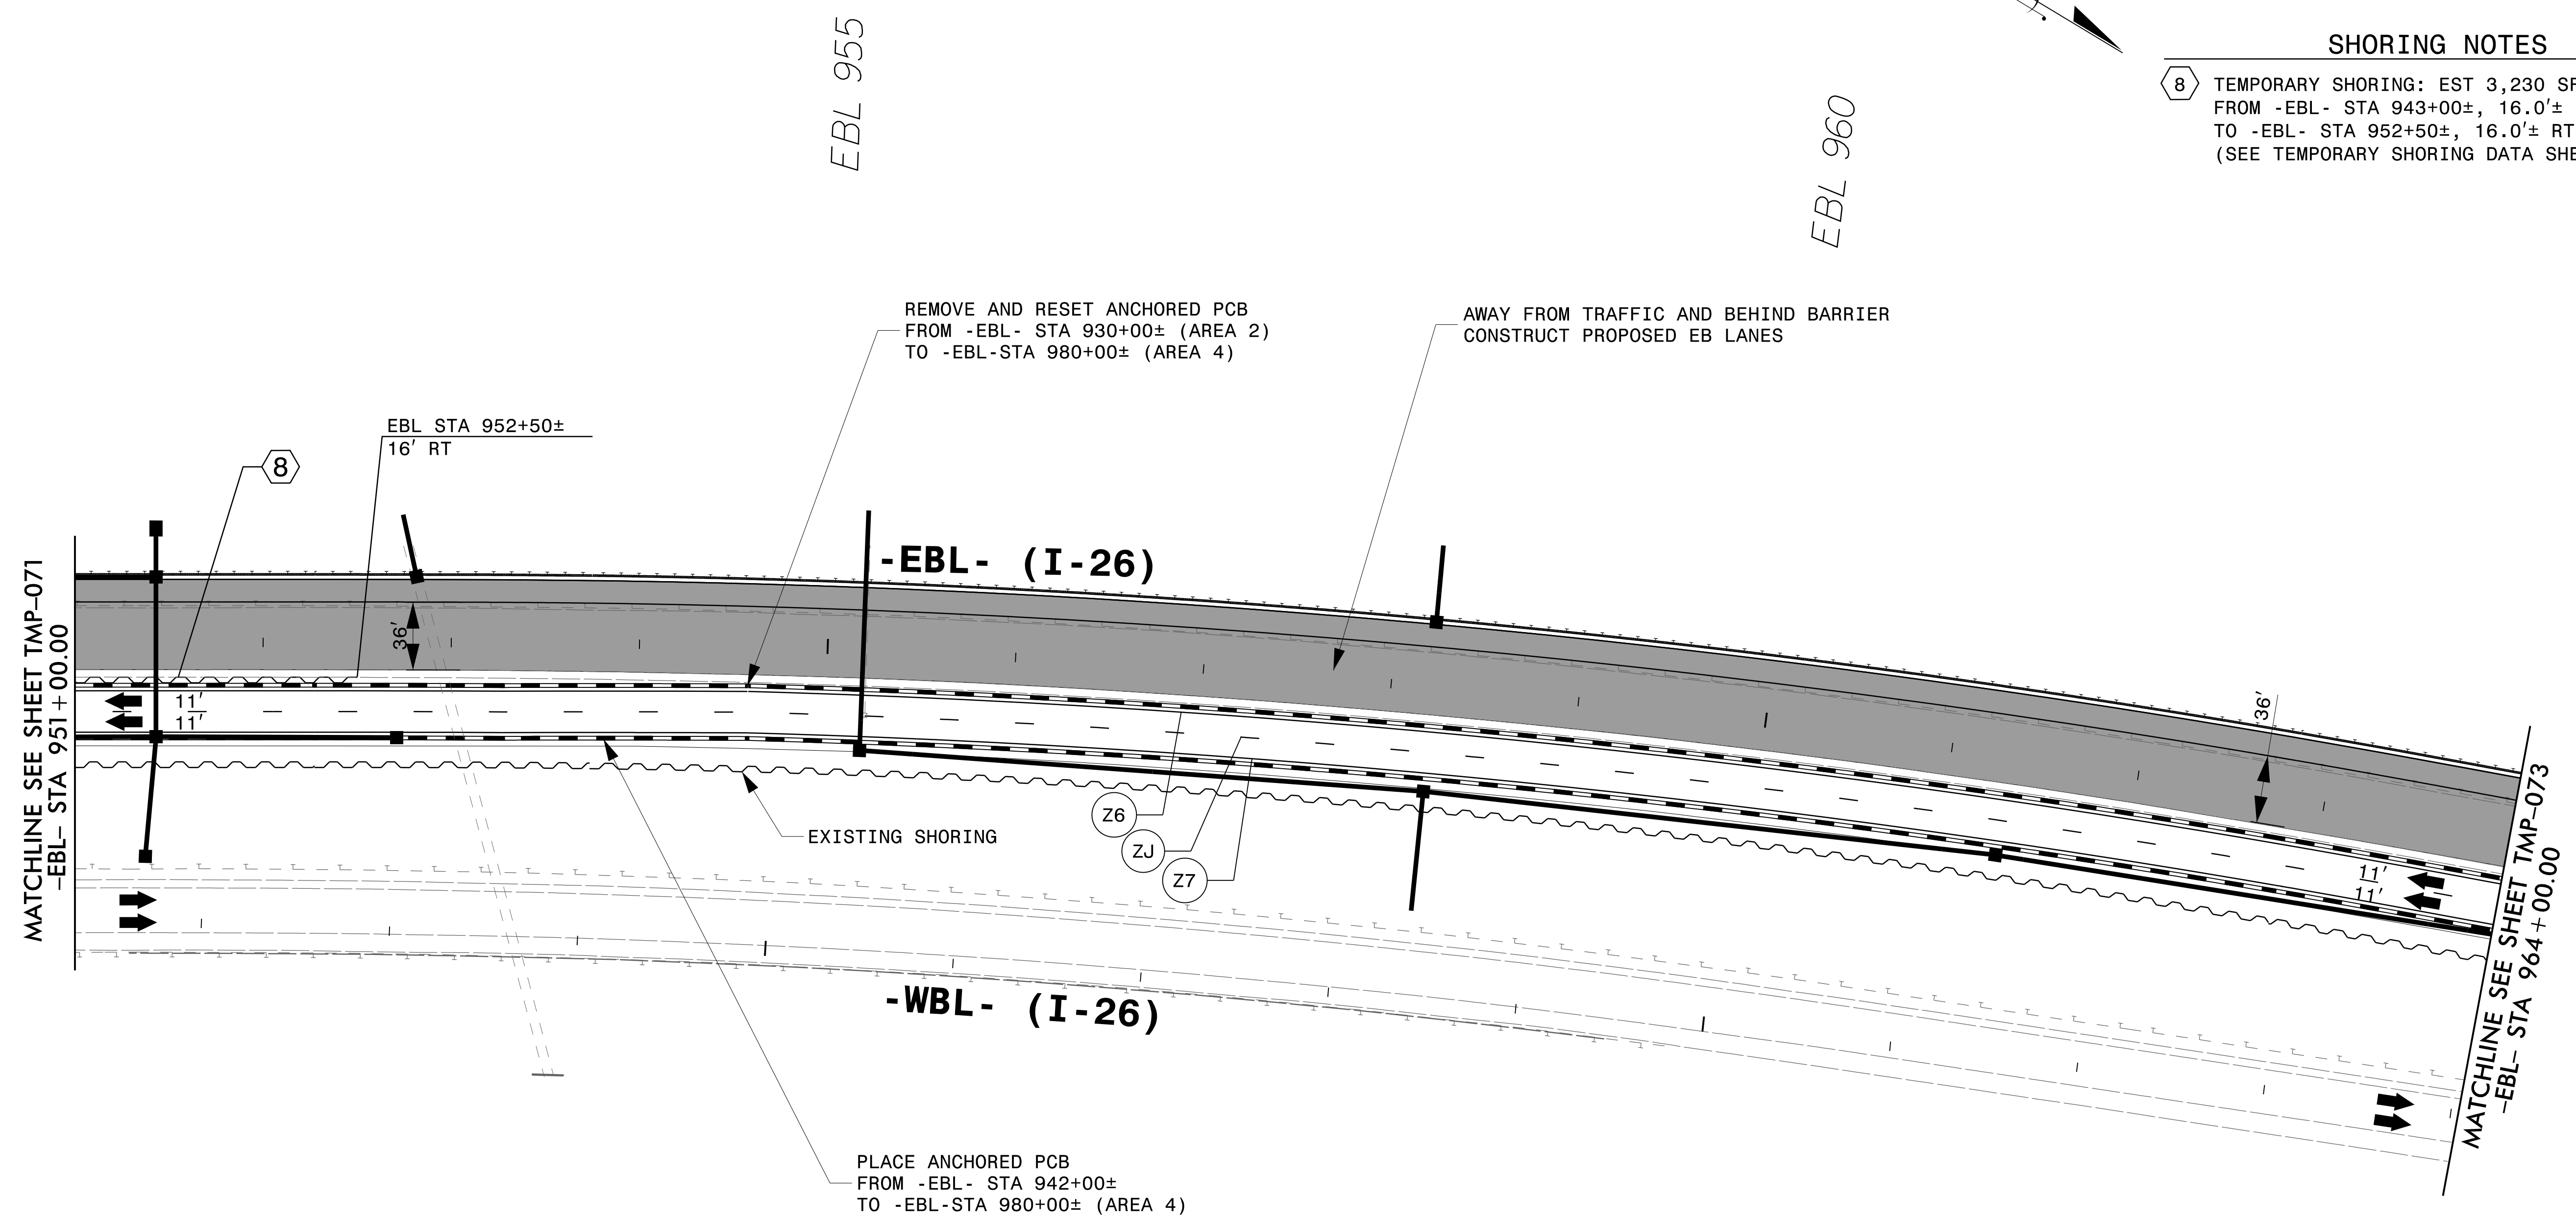 EBL 955
EBL 960
SHORING NOTES
8
TEMPORARY SHORING: EST 3,230 SF
FROM -EBL- STA 943+00±, 16.0'±
TO -EBL- STA 952+50±, 16.0'± RT
(SEE TEMPORARY SHORING DATA SHE
REMOVE AND RESET ANCHORED PCB
FROM -EBL- STA 930+00± (AREA 2)
TO -EBL-STA 980+00± (AREA 4)
AWAY FROM TRAFFIC AND BEHIND BARRIER
CONSTRUCT PROPOSED EB LANES
EBL STA 952+50±
16' RT
8
-EBL- (I-26)
MATCHLINE SEE SHEET TMP-071
-EBL- STA 951+00.00
36'
36'
11'
11'
Z6
ZJ
Z7
EXISTING SHORING
11'
11'
MATCHLINE SEE SHEET TMP-073
-EBL- STA 964+00.00
-WBL- (I-26)
PLACE ANCHORED PCB
FROM -EBL- STA 942+00±
TO -EBL-STA 980+00± (AREA 4)